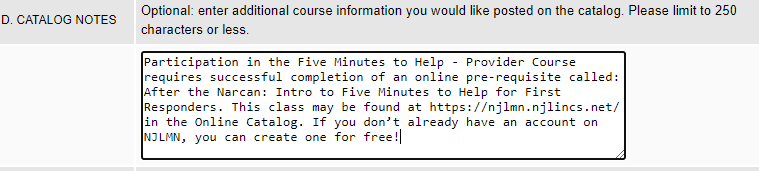 D. CATALOG NOTES
Optional: enter additional course information you would like posted on the catalog. Please limit to 250
characters or less.
Participation in the Five Minutes to Help - Provider Course
requires successful completion of an online pre-requisite called:
After the Narcan: Intro to Five Minutes to Help for First
Responders. This class may be found at https://njlmn.njlincs.net/
in the Online Catalog. If you don’t already have an account on
NJLMN, you can create one for free!